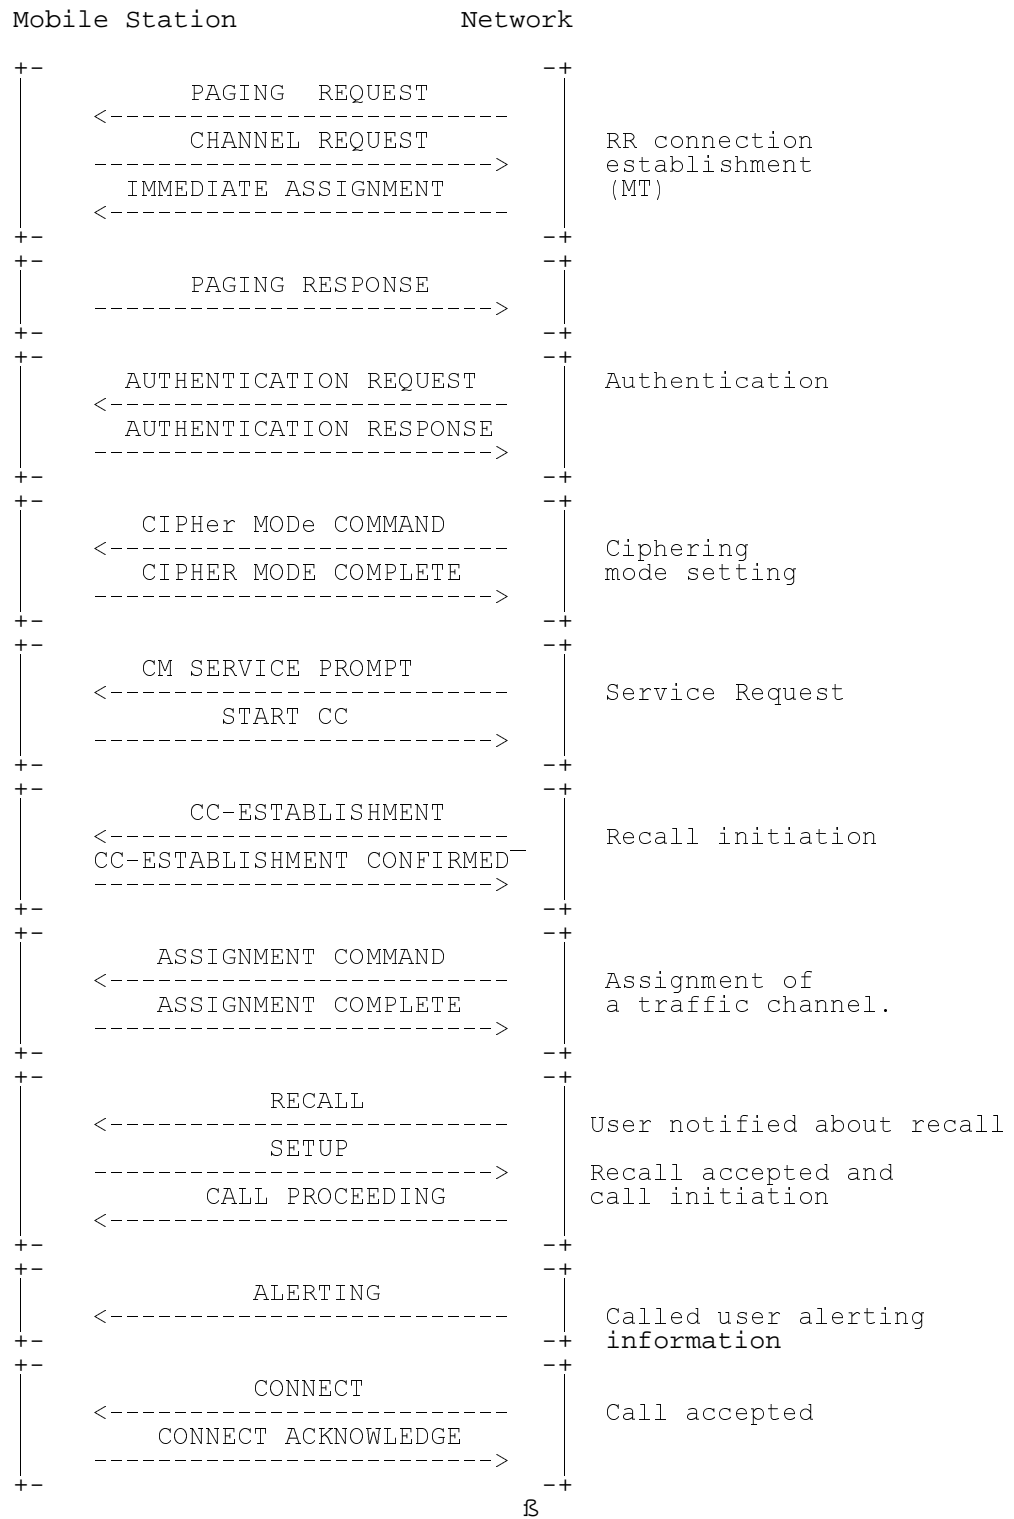 Mobile Station Network
+- -+
PAGING REQUEST
<-------------------------
CHANNEL REQUEST RR connection
-------------------------> establishment
IMMEDIATE ASSIGNMENT (MT)
<-------------------------
+- -+
+- -+
PAGING RESPONSE
------------------------->
+- -+
+- -+
AUTHENTICATION REQUEST Authentication
<-------------------------
AUTHENTICATION RESPONSE
------------------------->
+- -+
+- -+
CIPHer MODe COMMAND
<------------------------- Ciphering
CIPHER MODE COMPLETE mode setting
------------------------->
+- -+
+- -+
CM SERVICE PROMPT
<------------------------- Service Request
START CC
------------------------->
+- -+
+- -+
CC-ESTABLISHMENT
<------------------------- Recall initiation
CC-ESTABLISHMENT CONFIRMED¯
------------------------->
+- -+
+- -+
ASSIGNMENT COMMAND
<------------------------- Assignment of
ASSIGNMENT COMPLETE a traffic channel.
------------------------->
+- -+
+- -+
RECALL
<------------------------- User notified about recall
SETUP
-------------------------> Recall accepted and
CALL PROCEEDING call initiation
<-------------------------
+- -+
+- -+
ALERTING
<------------------------- Called user alerting
+- -+ information
+- -+
CONNECT
<------------------------- Call accepted
CONNECT ACKNOWLEDGE
------------------------->
+- -+
ß